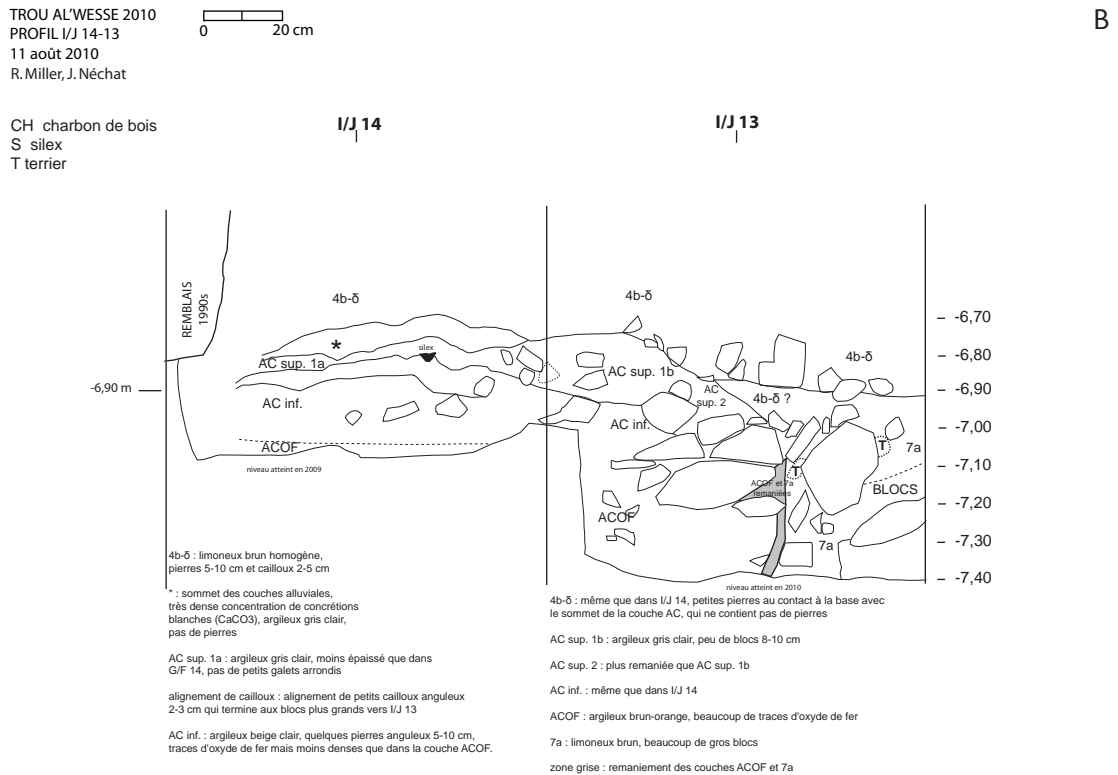 TROU AL'WESSE 2010
PROFIL I/J 14-13
11 août 2010
R. Miller, J. Néchat
0 20 cm
B
CH charbon de bois
S silex
T terrier
I/J 14
I/J 13
REMBLAIS
1990s
4b-δ
*
silex
AC sup. 1a
AC inf.
ACOF
niveau atteint en 2009
-6,90 m
4b-δ
AC sup. 1b
AC
sup. 2
4b-δ ?
4b-δ
AC inf.
T
T
7a
ACOF et 7a
remaniées
BLOCS
ACOF
7a
niveau atteint en 2010
-6,70
-6,80
-6,90
-7,00
-7,10
-7,20
-7,30
-7,40
4b-δ : limoneux brun homogène,
pierres 5-10 cm et cailloux 2-5 cm
* : sommet des couches alluviales,
très dense concentration de concrétions
blanches (CaCO3), argileux gris clair,
pas de pierres
AC sup. 1a : argileux gris clair, moins épaissé que dans
G/F 14, pas de petits galets arrondis
alignement de cailloux : alignement de petits cailloux anguleux
2-3 cm qui termine aux blocs plus grands vers I/J 13
AC inf. : argileux beige clair, quelques pierres anguleux 5-10 cm,
traces d'oxyde de fer mais moins denses que dans la couche ACOF.
4b-δ : même que dans I/J 14, petites pierres au contact à la base avec
le sommet de la couche AC, qui ne contient pas de pierres
AC sup. 1b : argileux gris clair, peu de blocs 8-10 cm
AC sup. 2 : plus remaniée que AC sup. 1b
AC inf. : même que dans I/J 14
ACOF : argileux brun-orange, beaucoup de traces d'oxyde de fer
7a : limoneux brun, beaucoup de gros blocs
zone grise : remaniement des couches ACOF et 7a